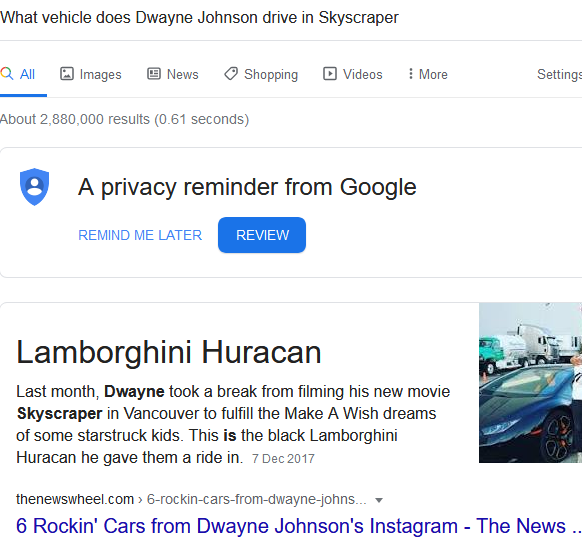 What vehicle does Dwayne Johnson drive in Skyscraper
All Images News Shopping Videos More Settings
About 2,880,000 results (0.61 seconds)
A privacy reminder from Google
REMIND ME LATER REVIEW
Lamborghini Huracan
Last month, Dwayne took a break from filming his new movie
Skyscraper in Vancouver to fulfill the Make A Wish dreams
of some starstruck kids. This is the black Lamborghini
Huracan he gave them a ride in. 7 Dec 2017
thenewswheel.com › 6-rockin-cars-from-dwayne-johns...
6 Rockin' Cars from Dwayne Johnson's Instagram - The News ...